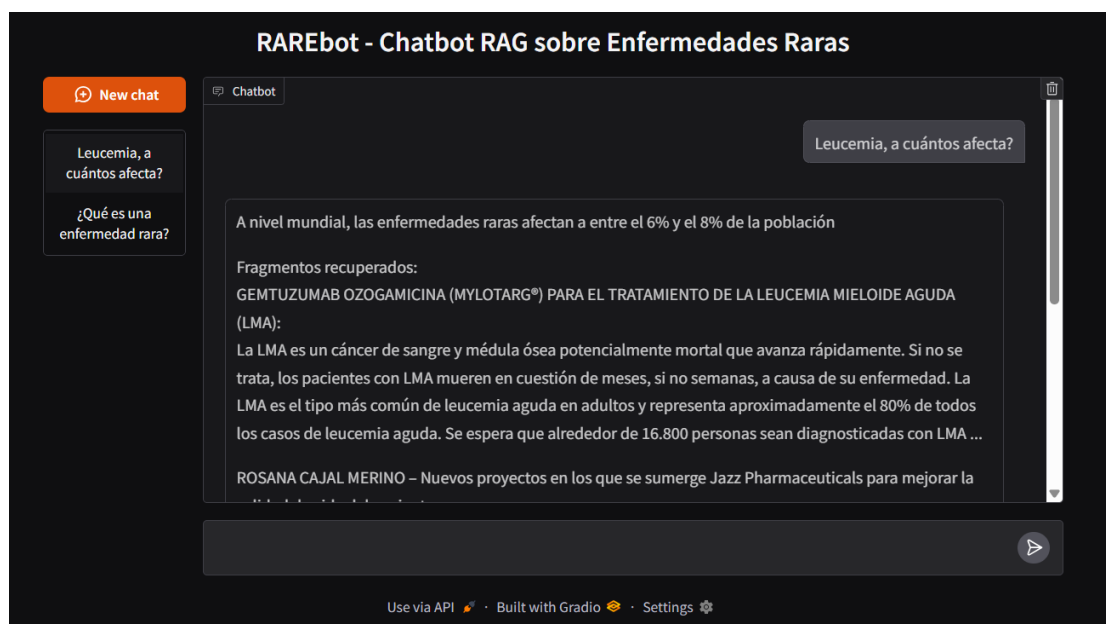 RAREbot - Chatbot RAG sobre Enfermedades Raras
New chat
Leucemia, a
cuántos afecta?
¿Qué es una
enfermedad rara?
Chatbot
Leucemia, a cuántos afecta?
A nivel mundial, las enfermedades raras afectan a entre el 6% y el 8% de la población
Fragmentos recuperados:
GEMTUZUMAB OZOGAMICINA (MYLOTARG®) PARA EL TRATAMIENTO DE LA LEUCEMIA MIELOIDE AGUDA
(LMA):
La LMA es un cáncer de sangre y médula ósea potencialmente mortal que avanza rápidamente. Si no se
trata, los pacientes con LMA mueren en cuestión de meses, si no semanas, a causa de su enfermedad. La
LMA es el tipo más común de leucemia aguda en adultos y representa aproximadamente el 80% de todos
los casos de leucemia aguda. Se espera que alrededor de 16.800 personas sean diagnosticadas con LMA ...
ROSANA CAJAL MERINO – Nuevos proyectos en los que se sumerge Jazz Pharmaceuticals para mejorar la
Use via API · Built with Gradio · Settings